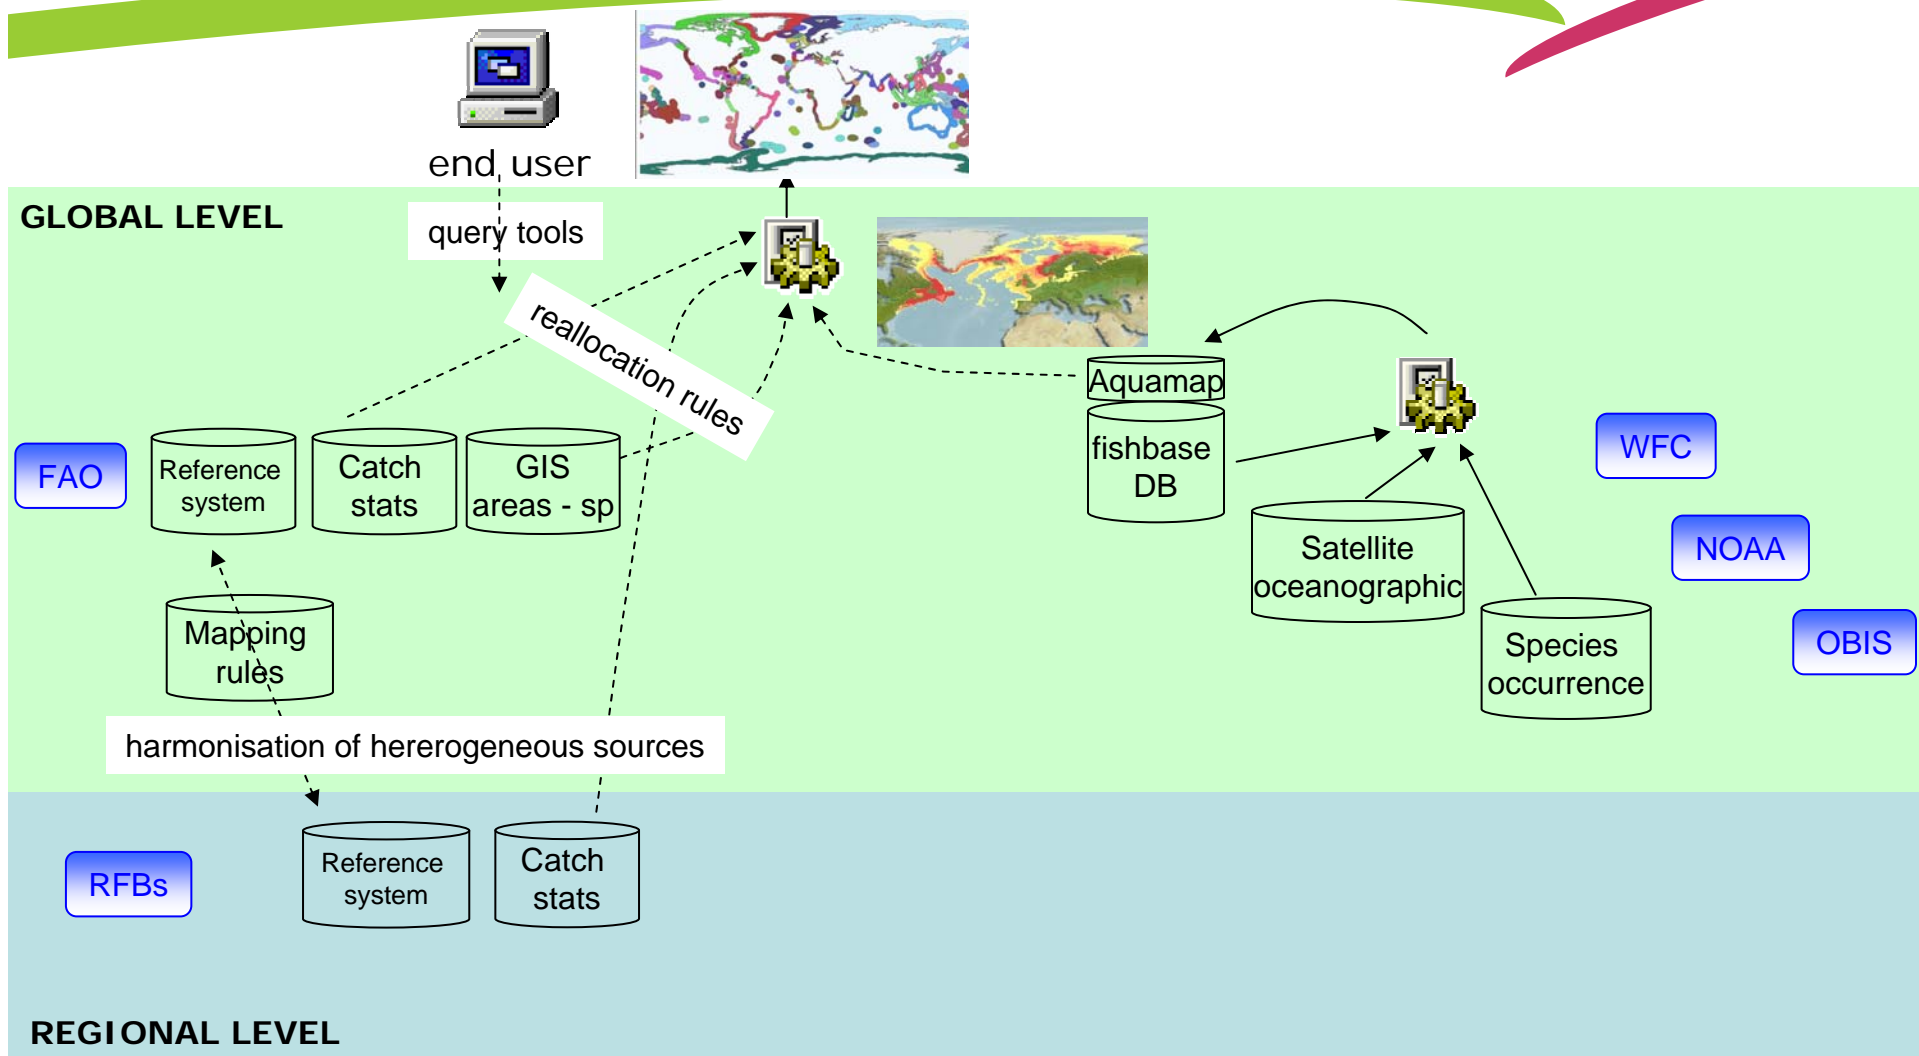 end user
GLOBAL LEVEL
query tools
reallocation rules
Aquamap
fishbase
DB
FAO
Reference
system
Catch
stats
GIS
areas - sp
WFC
Satellite
oceanographic
NOAA
Mapping
rules
Species
occurrence
OBIS
harmonisation of hererogeneous sources
RFBs
Reference
system
Catch
stats
REGIONAL LEVEL